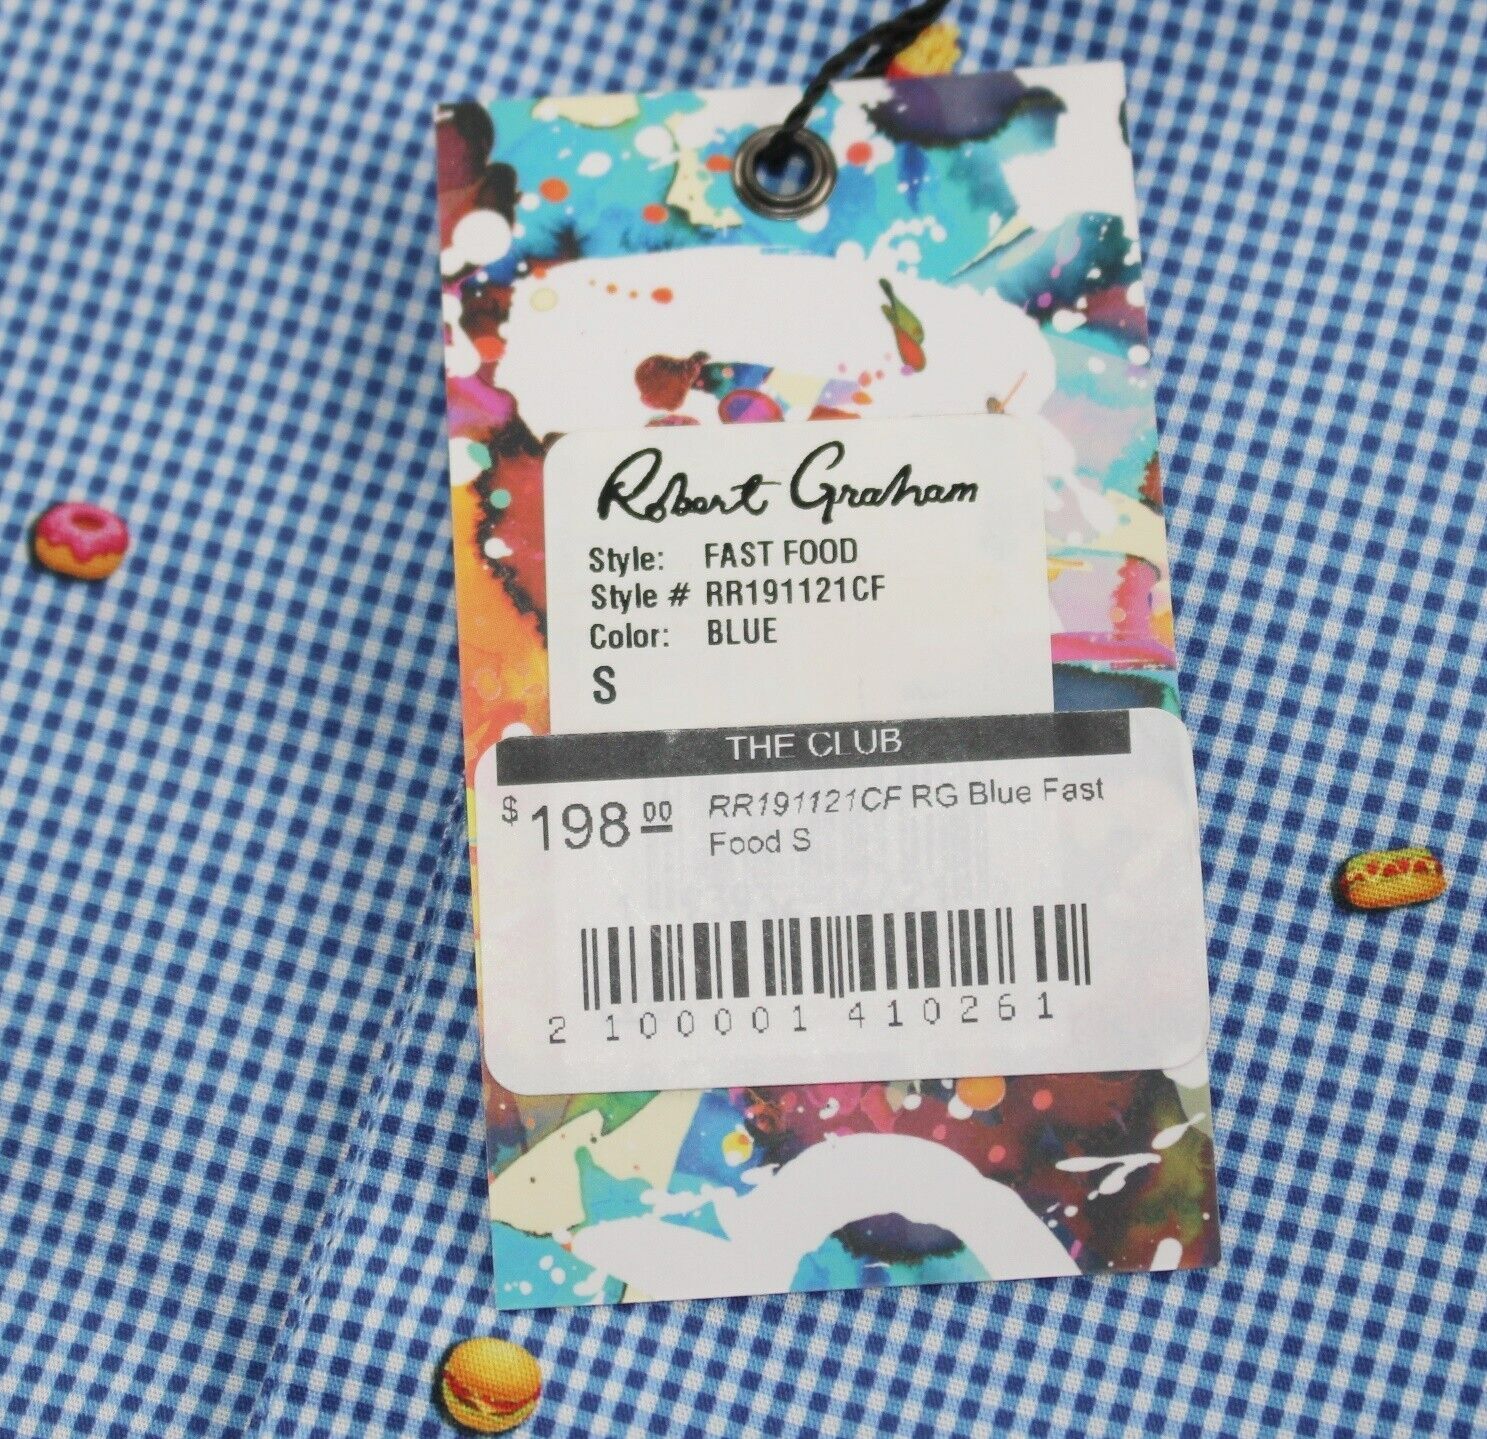 Robert Graham
Style: FAST FOOD
Style # RR191121CF
Color: BLUE
S
THE CLUB
$198.00 RR191121CF RG Blue Fast
Food S
2 100001 410261